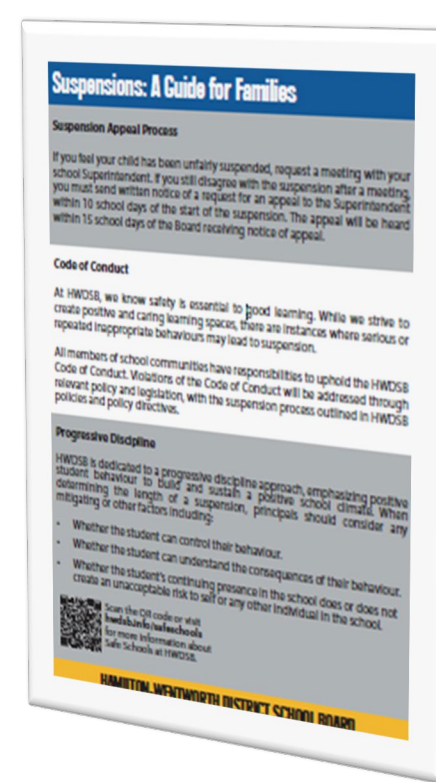 Suspensions: A Guide for Families
Suspension Appeal Process
If you feel your child has been unfairly suspended, request a meeting with your
school Superintendent. If you still disagree with the suspension after a meeting,
you must send written notice of a request for an appeal to the Superintendent
within 10 school days of the start of the suspension. The appeal will be heard
within 15 school days of the Board receiving notice of appeal.
Code of Conduct
At HWDSB, we know safety is essential to good learning. While we strive to
create positive and caring learning spaces, there are instances where serious or
repeated inappropriate behaviours may lead to suspension.
All members of school communities have responsibilities to uphold the HWDSB
Code of Conduct. Violations of the Code of Conduct will be addressed through
relevant policy and legislation, with the suspension process outlined in HWDSB
policies and policy directives.
Progressive Discipline
HWDSB is dedicated to a progressive discipline approach, emphasizing positive
student behaviour to build and sustain a positive school climate. When
determining the length of a suspension, principals should consider any
mitigating or other factors including:
• Whether the student can control their behaviour.
• Whether the student can understand the consequences of their behaviour.
• Whether the student's continuing presence in the school does or does not
create an unacceptable risk to self or any other individual in the school.
Scan the QR code or visit
hwdsb.info/safeschools
for more information about
Safe Schools at HWDSB.
HAMILTON-WENTWORTH DISTRICT SCHOOL BOARD